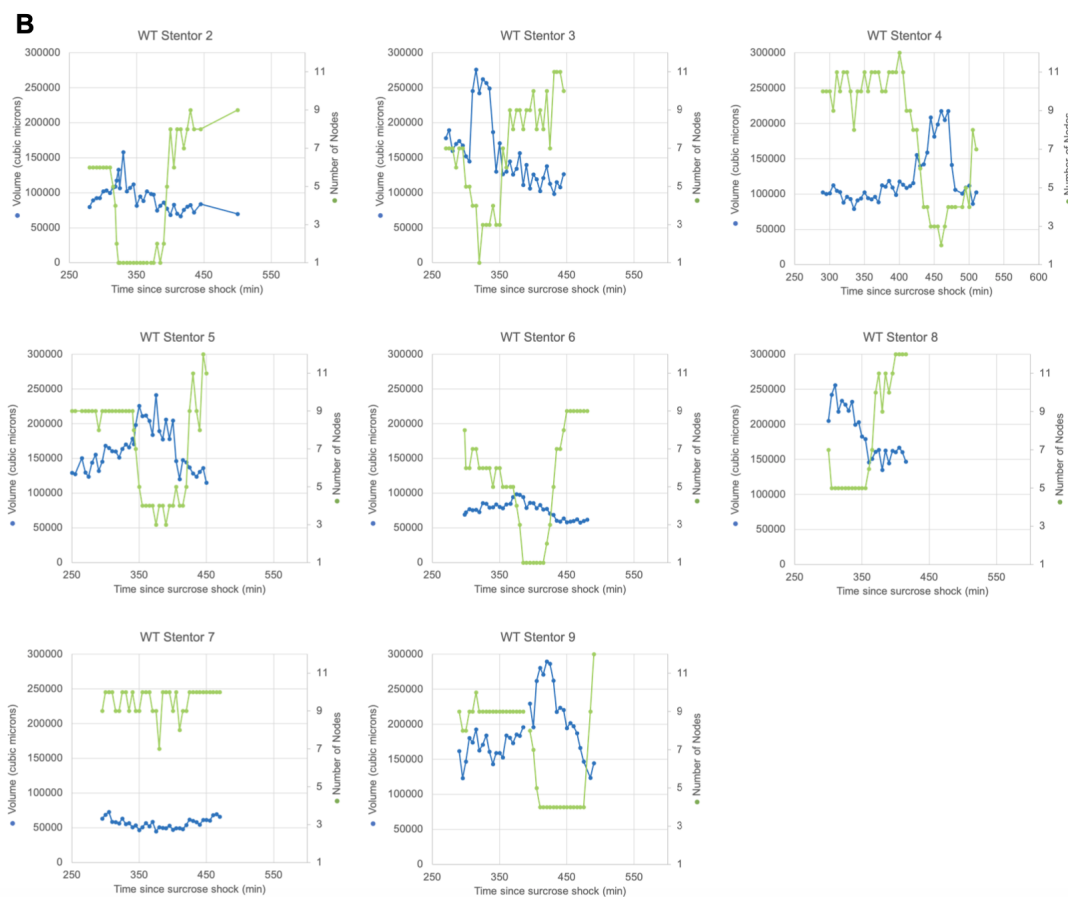 B
WT Stentor 2
300000
250000
200000
150000
100000
50000
0
11
9
7
5
3
1
250 350 450 550
Volume (cubic microns)
Number of Nodes
Time since surcrose shock (min)
WT Stentor 3
300000
250000
200000
150000
100000
50000
0
11
9
7
5
3
1
250 350 450 550
Volume (cubic microns)
Number of Nodes
Time since surcrose shock (min)
WT Stentor 4
300000
250000
200000
150000
100000
50000
0
11
9
7
5
3
1
250 300 350 400 450 500 550 600
Volume (cubic microns)
Number of Nodes
Time since surcrose shock (min)
WT Stentor 5
300000
250000
200000
150000
100000
50000
0
11
9
7
5
3
1
250 350 450 550
Volume (cubic microns)
Number of Nodes
Time since surcrose shock (min)
WT Stentor 6
300000
250000
200000
150000
100000
50000
0
11
9
7
5
3
1
250 350 450 550
Volume (cubic microns)
Number of Nodes
Time since surcrose shock (min)
WT Stentor 8
300000
250000
200000
150000
100000
50000
0
11
9
7
5
3
1
250 350 450 550
Volume (cubic microns)
Number of Nodes
Time since surcrose shock (min)
WT Stentor 7
300000
250000
200000
150000
100000
50000
0
11
9
7
5
3
1
250 350 450 550
Volume (cubic microns)
Number of Nodes
Time since surcrose shock (min)
WT Stentor 9
300000
250000
200000
150000
100000
50000
0
11
9
7
5
3
1
250 350 450 550
Volume (cubic microns)
Number of Nodes
Time since surcrose shock (min)